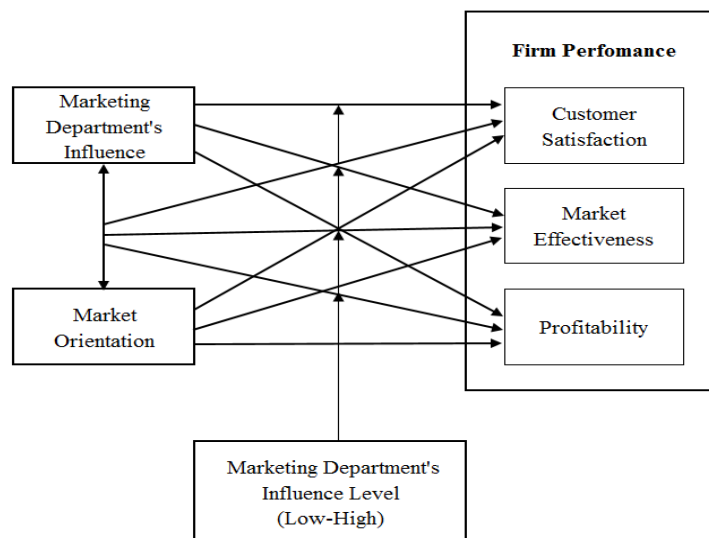 Firm Perfomance
Marketing
Department's
Influence
Customer
Satisfaction
Market
Effectiveness
Market
Orientation
Profitability
Marketing Department's
Influence Level
(Low-High)